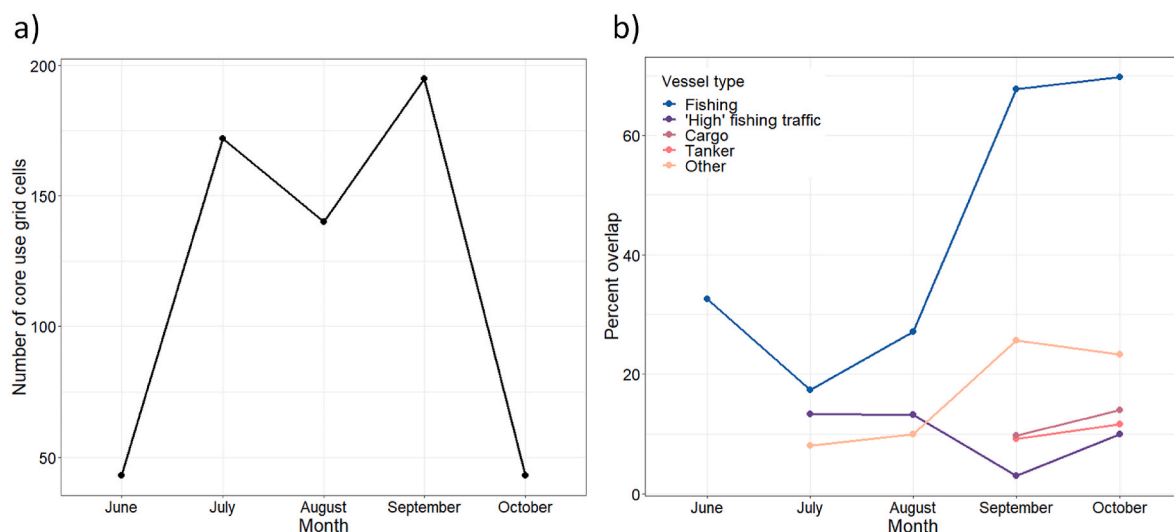 a)
200
150
100
50
Number of core use grid cells
June July August September October
Month
b)
Vessel type
Fishing
'High' fishing traffic
Cargo
Tanker
Other
60
40
20
0
Percent overlap
June July August September October
Month